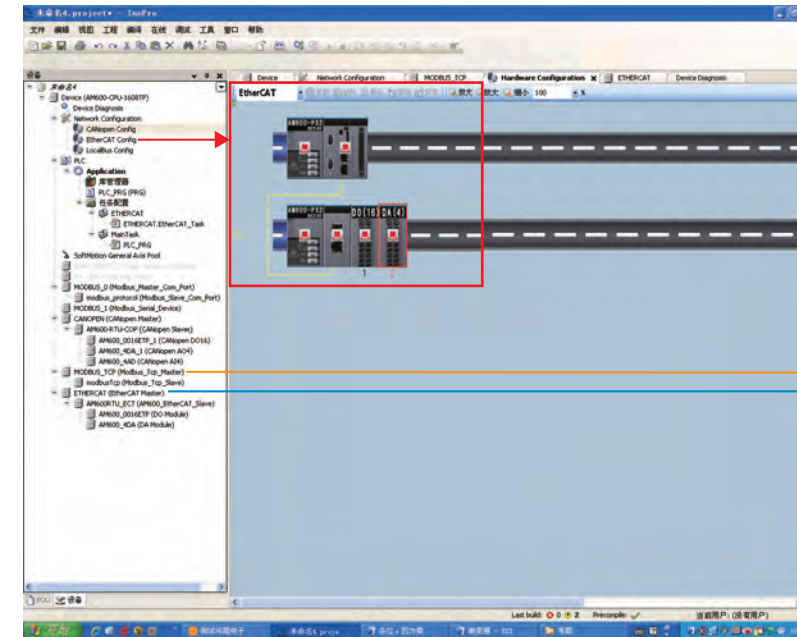 未命名4.project* - InoPro
文件 编辑 视图 工程 编译 在线 调试 工具 窗口 帮助
设备
Device
Network Configuration
MODBUS_TCP
Hardware Configuration
ETHERCAT
Device Diagnosis
EtherCAT
放大
缩小
100
%
未命名4
Device (AM600-CPU-1608TP)
Device Diagnosis
Network Configuration
CANopen Config
EtherCAT Config
LocalBus Config
PLC
Application
库管理器
PLC_PRG (PRG)
任务配置
ETHERCAT
ETHERCAT.EtherCAT_Task
MainTask
PLC_PRG
SoftMotion General Axis Pool
MODBUS_0 (Modbus_Master_Com_Port)
modbus_protocol (Modbus_Slave_Com_Port)
MODBUS_1 (Modbus_Serial_Device)
CANOPEN (CANopen Master)
AM600-RTU-COP (CANopen Slaver)
AM600_0016ETP_1 (CANopen DO16)
AM600_4DA_1 (CANopen AO4)
AM600_4AD (CANopen AI4)
MODBUS_TCP (Modbus_Tcp_Master)
modbusTcp (Modbus_Tcp_Slave)
ETHERCAT (EtherCAT Master)
AM600RTU_ECT (AM600_EtherCAT_Slave)
AM600_0016ETP (DO Module)
AM600_4DA (DA Module)
AM600-PS2
AM600-PS2
DO(16)
DA(4)
1
2
POU
设备
Last build: 0 2
Precompile:
当前用户: (没有用户)
开始